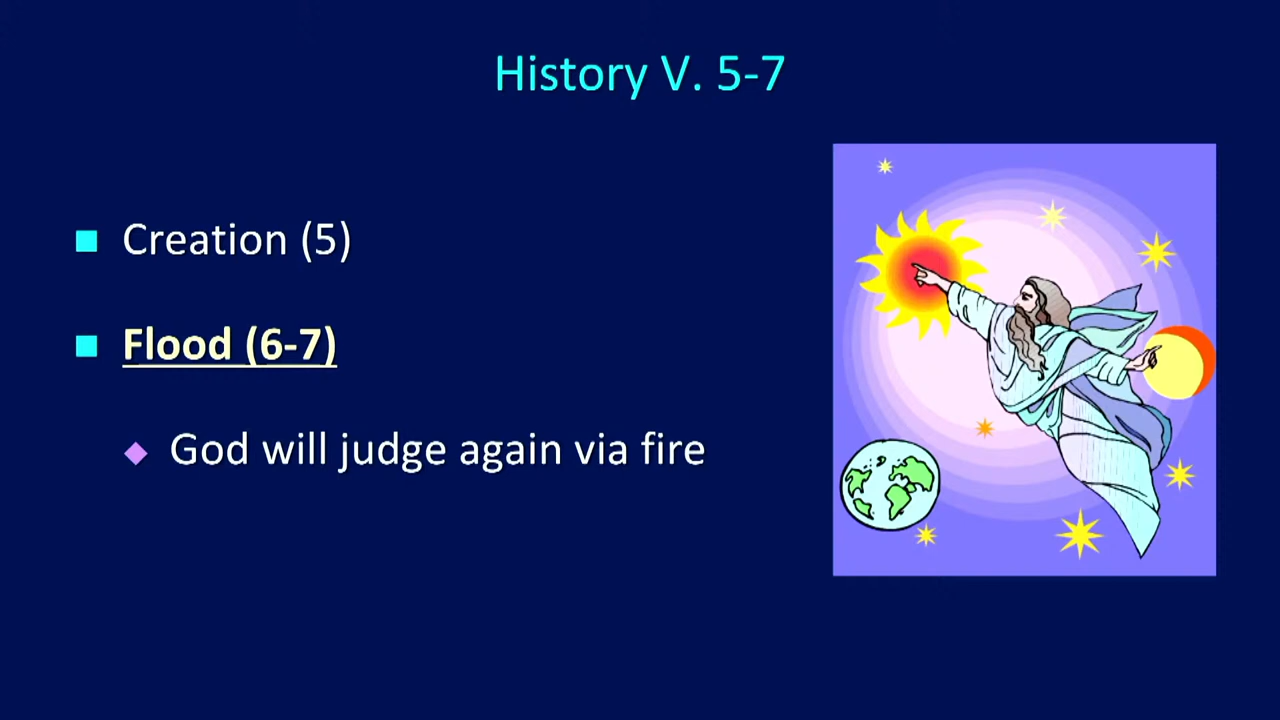 History V. 5-7
Creation (5)
Flood (6-7)
God will judge again via fire